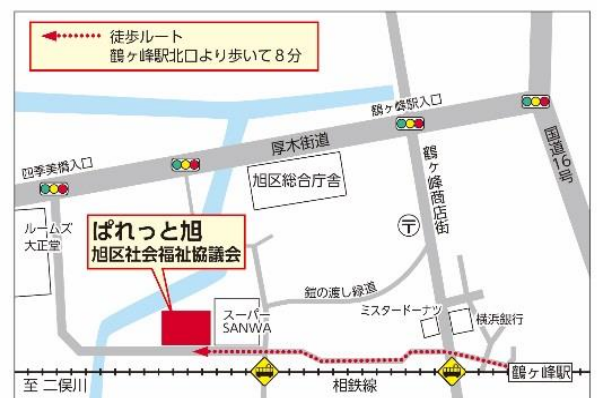 徒歩ルート
鶴ヶ峰駅北口より歩いて8分
鶴ヶ峰駅入口
厚木街道
国道16号
四季美橋入口
旭区総合庁舎
鶴ヶ峰商店街
ルームズ
大正堂
ぱれっと旭
旭区社会福祉協議会
〒
鎧の渡し緑道
スーパー
SANWA
ミスタードーナツ
横浜銀行
鶴ヶ峰駅
至 二俣川
相鉄線